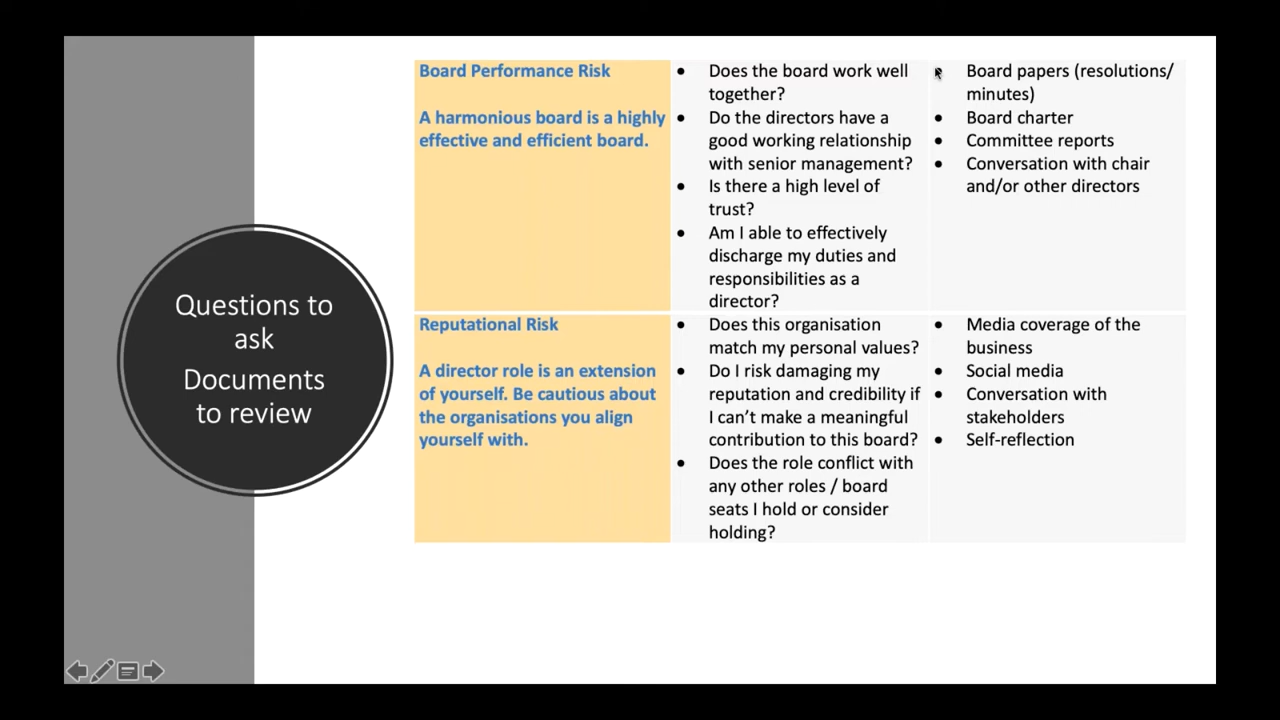 Questions to
ask
Documents
to review
Board Performance Risk
A harmonious board is a highly
effective and efficient board.
• Does the board work well
together?
• Do the directors have a
good working relationship
with senior management?
• Is there a high level of
trust?
• Am I able to effectively
discharge my duties and
responsibilities as a
director?
• Board papers (resolutions/
minutes)
• Board charter
• Committee reports
• Conversation with chair
and/or other directors
Reputational Risk
A director role is an extension
of yourself. Be cautious about
the organisations you align
yourself with.
• Does this organisation
match my personal values?
• Do I risk damaging my
reputation and credibility if
I can’t make a meaningful
contribution to this board?
• Does the role conflict with
any other roles / board
seats I hold or consider
holding?
• Media coverage of the
business
• Social media
• Conversation with
stakeholders
• Self-reflection